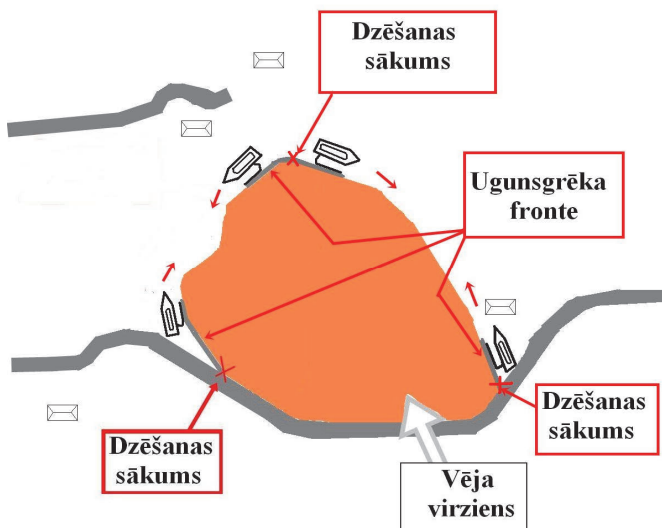 Dzēšanas
sākums
Ugunsgrēka
fronte
Dzēšanas
sākums
Dzēšanas
sākums
Vēja
virziens